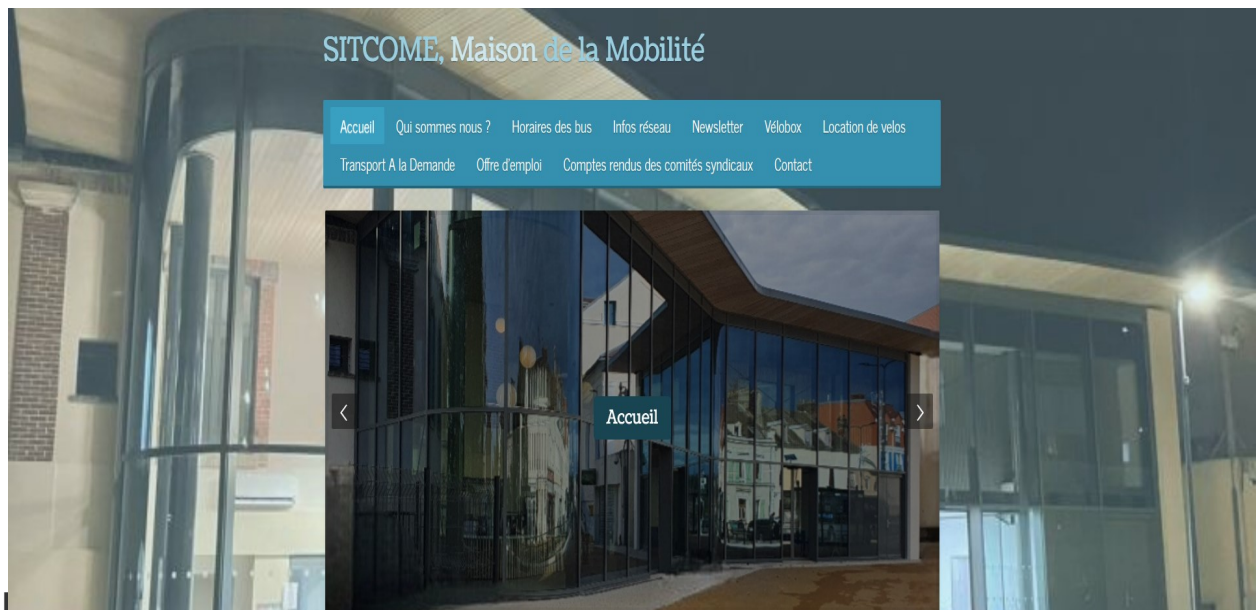 SITCOME, Maison de la Mobilité
Accueil Qui sommes nous ? Horaires des bus Infos réseau Newsletter Vélobox Location de velos
Transport A la Demande Offre d'emploi Comptes rendus des comités syndicaux Contact
Accueil